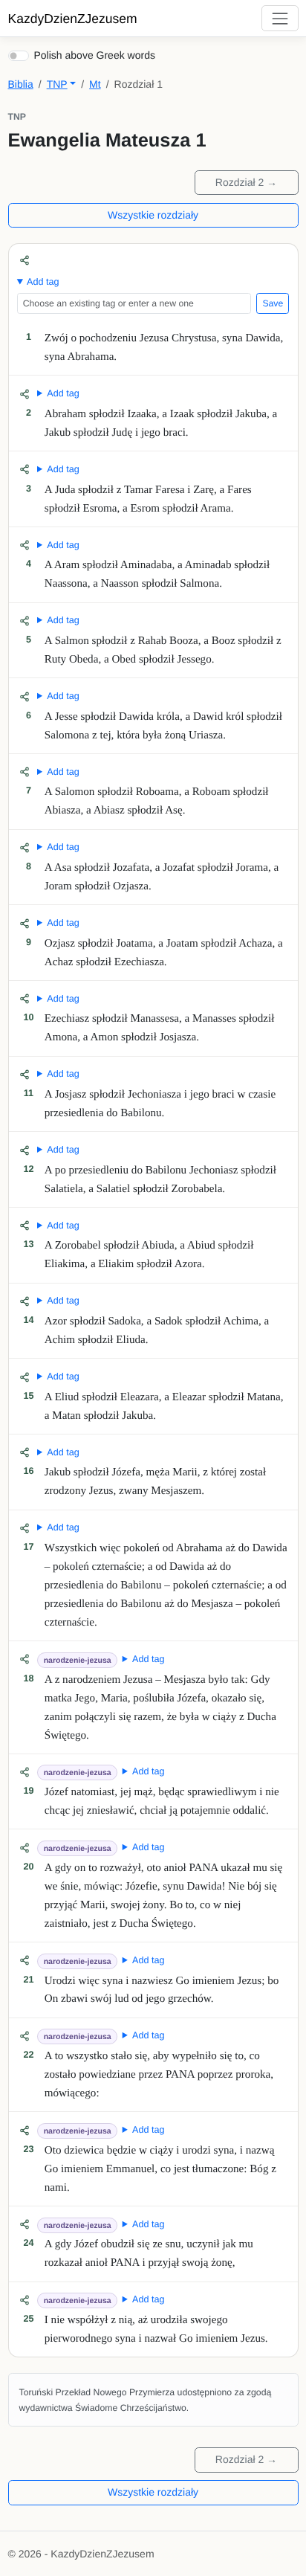 KazdyDzienZJezusem
Polish above Greek words
Biblia / TNP / Mt / Rozdział 1
TNP
Ewangelia Mateusza 1
Rozdział 2 →
Wszystkie rozdziały
Add tag
Choose an existing tag or enter a new one Save
1 Zwój o pochodzeniu Jezusa Chrystusa, syna Dawida,
syna Abrahama.
Add tag
2 Abraham spłodził Izaaka, a Izaak spłodził Jakuba, a
Jakub spłodził Judę i jego braci.
Add tag
3 A Juda spłodził z Tamar Faresa i Zarę, a Fares
spłodził Esroma, a Esrom spłodził Arama.
Add tag
4 A Aram spłodził Aminadaba, a Aminadab spłodził
Naassona, a Naasson spłodził Salmona.
Add tag
5 A Salmon spłodził z Rahab Booza, a Booz spłodził z
Ruty Obeda, a Obed spłodził Jessego.
Add tag
6 A Jesse spłodził Dawida króla, a Dawid król spłodził
Salomona z tej, która była żoną Uriasza.
Add tag
7 A Salomon spłodził Roboama, a Roboam spłodził
Abiasza, a Abiasz spłodził Asę.
Add tag
8 A Asa spłodził Jozafata, a Jozafat spłodził Jorama, a
Joram spłodził Ozjasza.
Add tag
9 Ozjasz spłodził Joatama, a Joatam spłodził Achaza, a
Achaz spłodził Ezechiasza.
Add tag
10 Ezechiasz spłodził Manassesa, a Manasses spłodził
Amona, a Amon spłodził Josjasza.
Add tag
11 A Josjasz spłodził Jechoniasza i jego braci w czasie
przesiedlenia do Babilonu.
Add tag
12 A po przesiedleniu do Babilonu Jechoniasz spłodził
Salatiela, a Salatiel spłodził Zorobabela.
Add tag
13 A Zorobabel spłodził Abiuda, a Abiud spłodził
Eliakima, a Eliakim spłodził Azora.
Add tag
14 Azor spłodził Sadoka, a Sadok spłodził Achima, a
Achim spłodził Eliuda.
Add tag
15 A Eliud spłodził Eleazara, a Eleazar spłodził Matana,
a Matan spłodził Jakuba.
Add tag
16 Jakub spłodził Józefa, męża Marii, z której został
zrodzony Jezus, zwany Mesjaszem.
Add tag
17 Wszystkich więc pokoleń od Abrahama aż do Dawida
– pokoleń czternaście; a od Dawida aż do
przesiedlenia do Babilonu – pokoleń czternaście; a od
przesiedlenia do Babilonu aż do Mesjasza – pokoleń
czternaście.
narodzenie-jezusa Add tag
18 A z narodzeniem Jezusa – Mesjasza było tak: Gdy
matka Jego, Maria, poślubiła Józefa, okazało się,
zanim połączyli się razem, że była w ciąży z Ducha
Świętego.
narodzenie-jezusa Add tag
19 Józef natomiast, jej mąż, będąc sprawiedliwym i nie
chcąc jej zniesławić, chciał ją potajemnie oddalić.
narodzenie-jezusa Add tag
20 A gdy on to rozważył, oto anioł PANA ukazał mu się
we śnie, mówiąc: Józefie, synu Dawida! Nie bój się
przyjąć Marii, swojej żony. Bo to, co w niej
zaistniało, jest z Ducha Świętego.
narodzenie-jezusa Add tag
21 Urodzi więc syna i nazwiesz Go imieniem Jezus; bo
On zbawi swój lud od jego grzechów.
narodzenie-jezusa Add tag
22 A to wszystko stało się, aby wypełniło się to, co
zostało powiedziane przez PANA poprzez proroka,
mówiącego:
narodzenie-jezusa Add tag
23 Oto dziewica będzie w ciąży i urodzi syna, i nazwą
Go imieniem Emmanuel, co jest tłumaczone: Bóg z
nami.
narodzenie-jezusa Add tag
24 A gdy Józef obudził się ze snu, uczynił jak mu
rozkazał anioł PANA i przyjął swoją żonę,
narodzenie-jezusa Add tag
25 I nie współżył z nią, aż urodziła swojego
pierworodnego syna i nazwał Go imieniem Jezus.
Toruński Przekład Nowego Przymierza udostępniono za zgodą
wydawnictwa Świadome Chrześcijaństwo.
Rozdział 2 →
Wszystkie rozdziały
© 2026 - KazdyDzienZJezusem